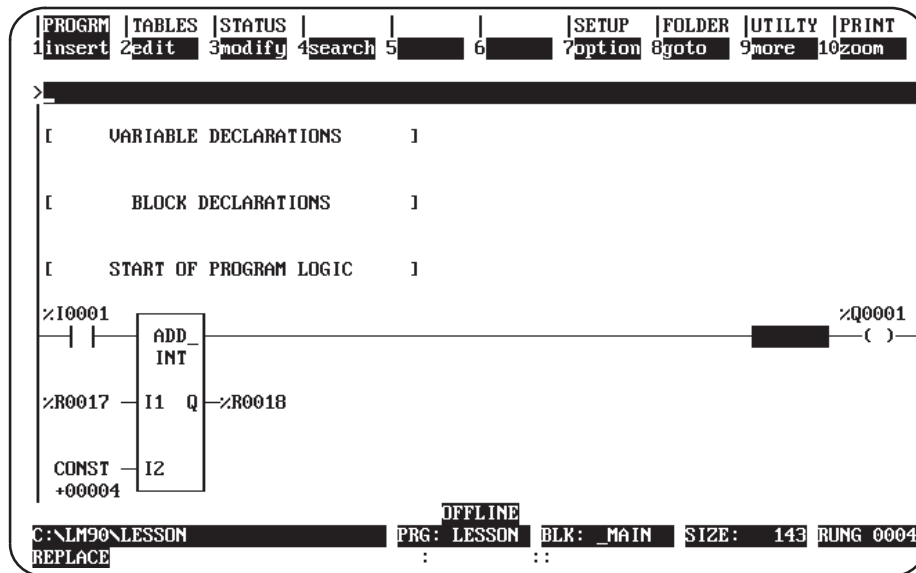 |PROGRM |TABLES |STATUS | | | |SETUP |FOLDER |UTILTY |PRINT
1insert 2edit 3modify 4search 5 6 7option 8goto 9more 10zoom
>_
[ VARIABLE DECLARATIONS ]
[ BLOCK DECLARATIONS ]
[ START OF PROGRAM LOGIC ]
%I0001 %Q0001
ADD_ ( )
INT
%R0017 I1 Q %R0018
CONST I2
+00004
OFFLINE
C:\LM90\LESSON PRG: LESSON BLK: _MAIN SIZE: 143 RUNG 0004
REPLACE : ::